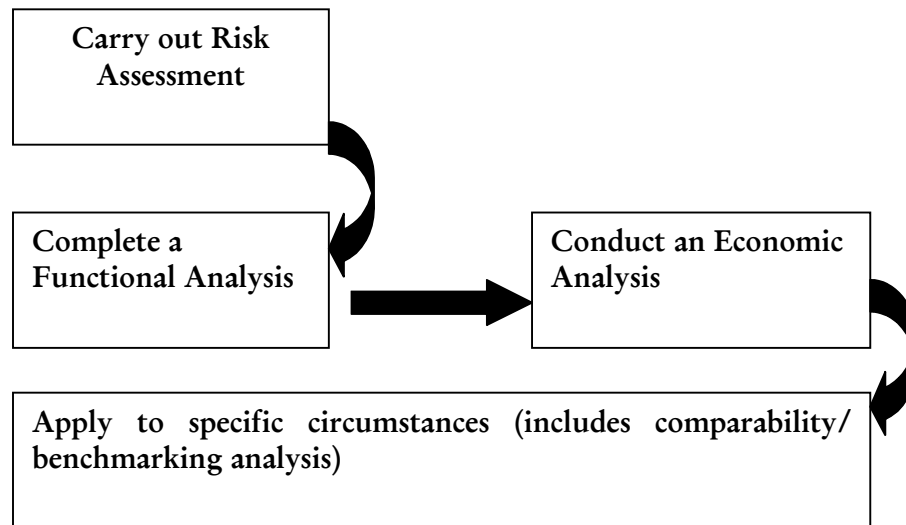 Carry out Risk
Assessment
Complete a
Functional Analysis
Conduct an Economic
Analysis
Apply to specific circumstances (includes comparability/
benchmarking analysis)